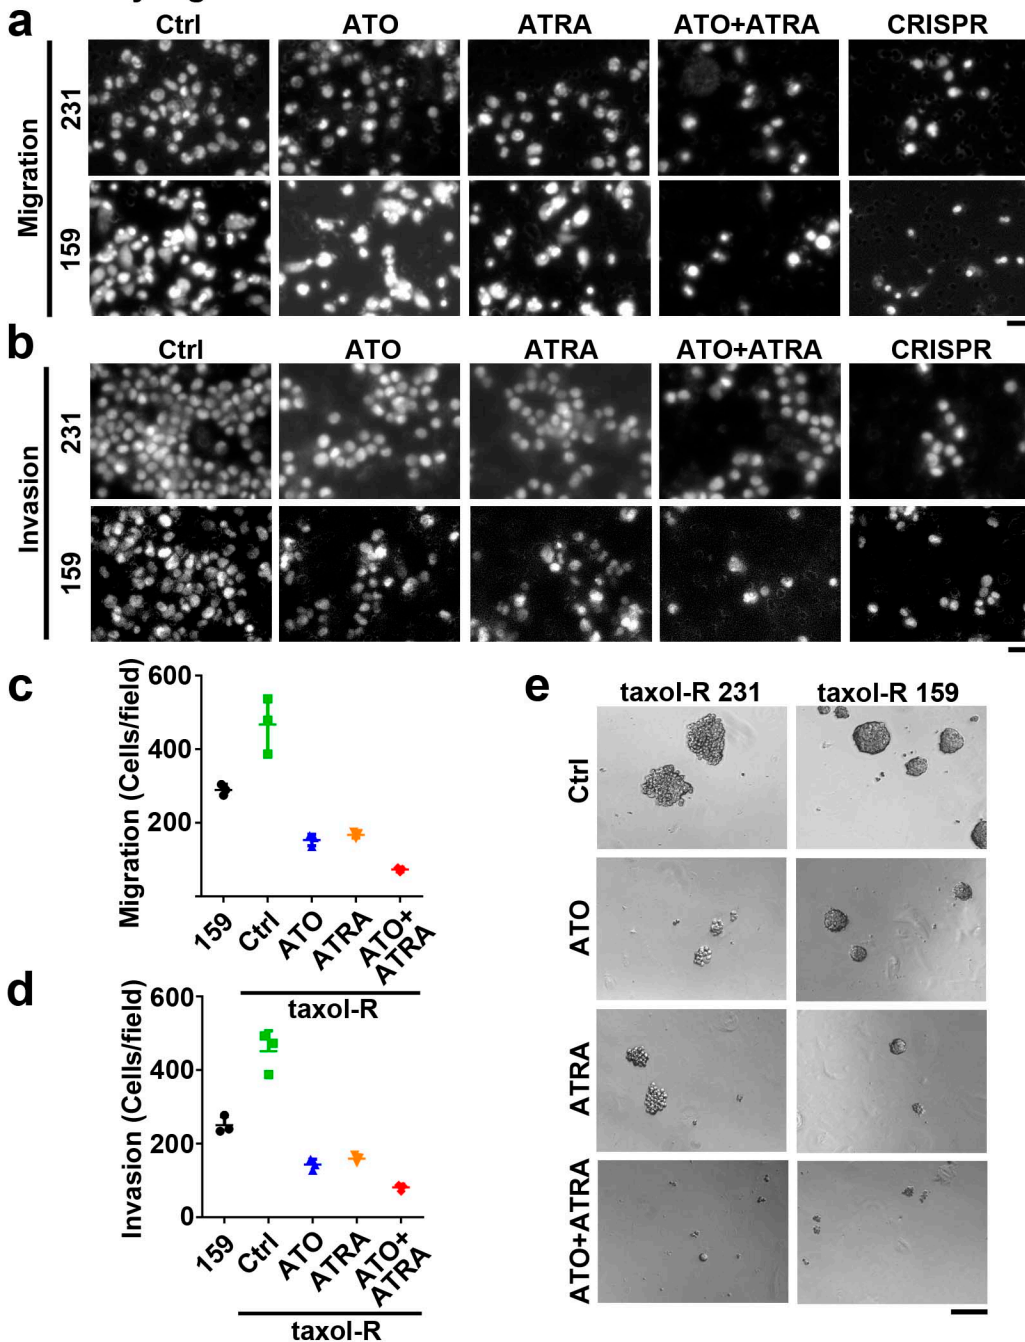 a
Ctrl ATO ATRA ATO+ATRA CRISPR
Migration
231
159
b
Ctrl ATO ATRA ATO+ATRA CRISPR
Invasion
231
159
c
Migration (Cells/field)
600
400
200
159 Ctrl ATO ATRA ATO+ ATRA
taxol-R
d
Invasion (Cells/field)
600
400
200
0
159 Ctrl ATO ATRA ATO+ ATRA
taxol-R
e
taxol-R 231 taxol-R 159
Ctrl
ATO
ATRA
ATO+ATRA